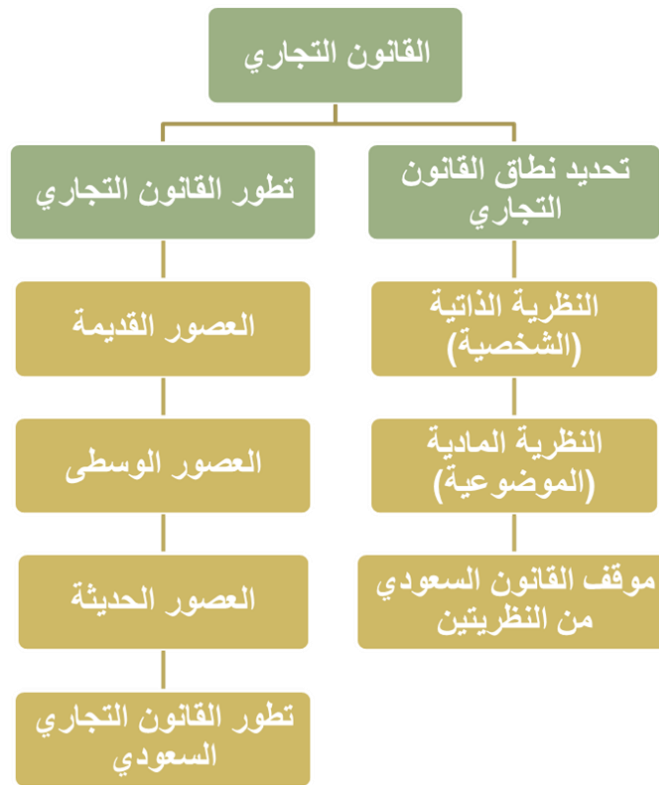 القانون التجاري
تحديد نطاق القانون
التجاري
النظرية الذاتية
(الشخصية)
النظرية المادية
(الموضوعية)
موقف القانون السعودي
من النظريتين
تطور القانون التجاري
العصور القديمة
العصور الوسطى
العصور الحديثة
تطور القانون التجاري
السعودي